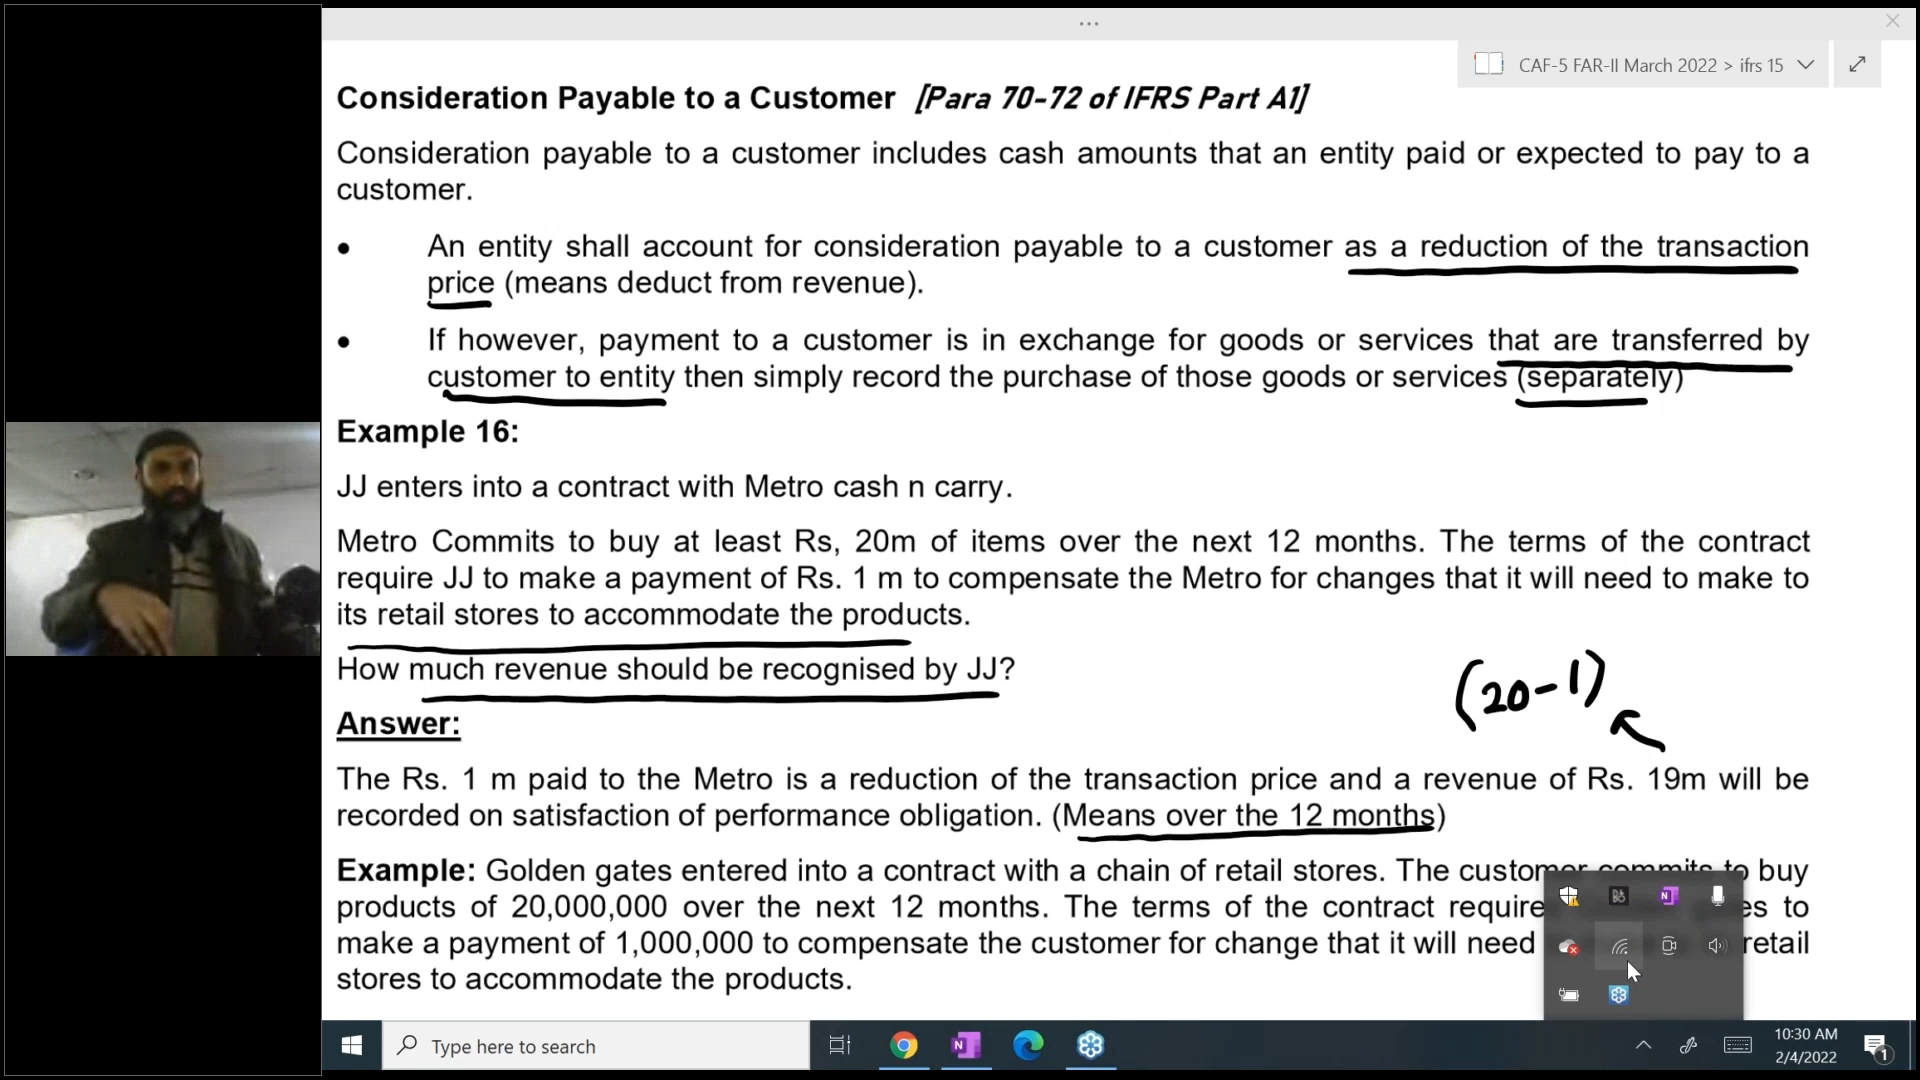 ...
CAF-5 FAR-II March 2022 > ifrs 15
Consideration Payable to a Customer [Para 70-72 of IFRS Part A1]
Consideration payable to a customer includes cash amounts that an entity paid or expected to pay to a
customer.
• An entity shall account for consideration payable to a customer as a reduction of the transaction
price (means deduct from revenue).
• If however, payment to a customer is in exchange for goods or services that are transferred by
customer to entity then simply record the purchase of those goods or services (separately)
Example 16:
JJ enters into a contract with Metro cash n carry.
Metro Commits to buy at least Rs, 20m of items over the next 12 months. The terms of the contract
require JJ to make a payment of Rs. 1 m to compensate the Metro for changes that it will need to make to
its retail stores to accommodate the products.
How much revenue should be recognised by JJ?
(20-1)
Answer:
The Rs. 1 m paid to the Metro is a reduction of the transaction price and a revenue of Rs. 19m will be
recorded on satisfaction of performance obligation. (Means over the 12 months)
Example: Golden gates entered into a contract with a chain of retail stores. The customer commits to buy
products of 20,000,000 over the next 12 months. The terms of the contract require es to
make a payment of 1,000,000 to compensate the customer for change that it will need retail
stores to accommodate the products.
Type here to search
10:30 AM
2/4/2022
1